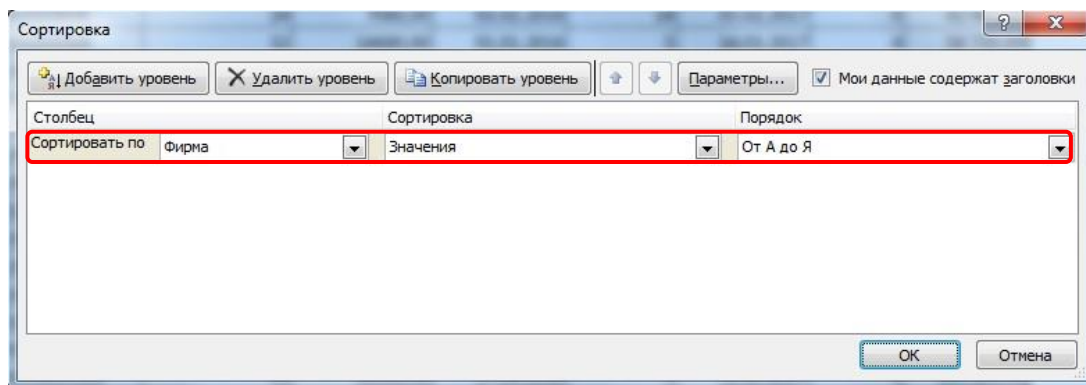 Сортировка
Добавить уровень Удалить уровень Копировать уровень Параметры... Мои данные содержат заголовки
Столбец Сортировка Порядок
Сортировать по Фирма Значения От А до Я
ОК Отмена